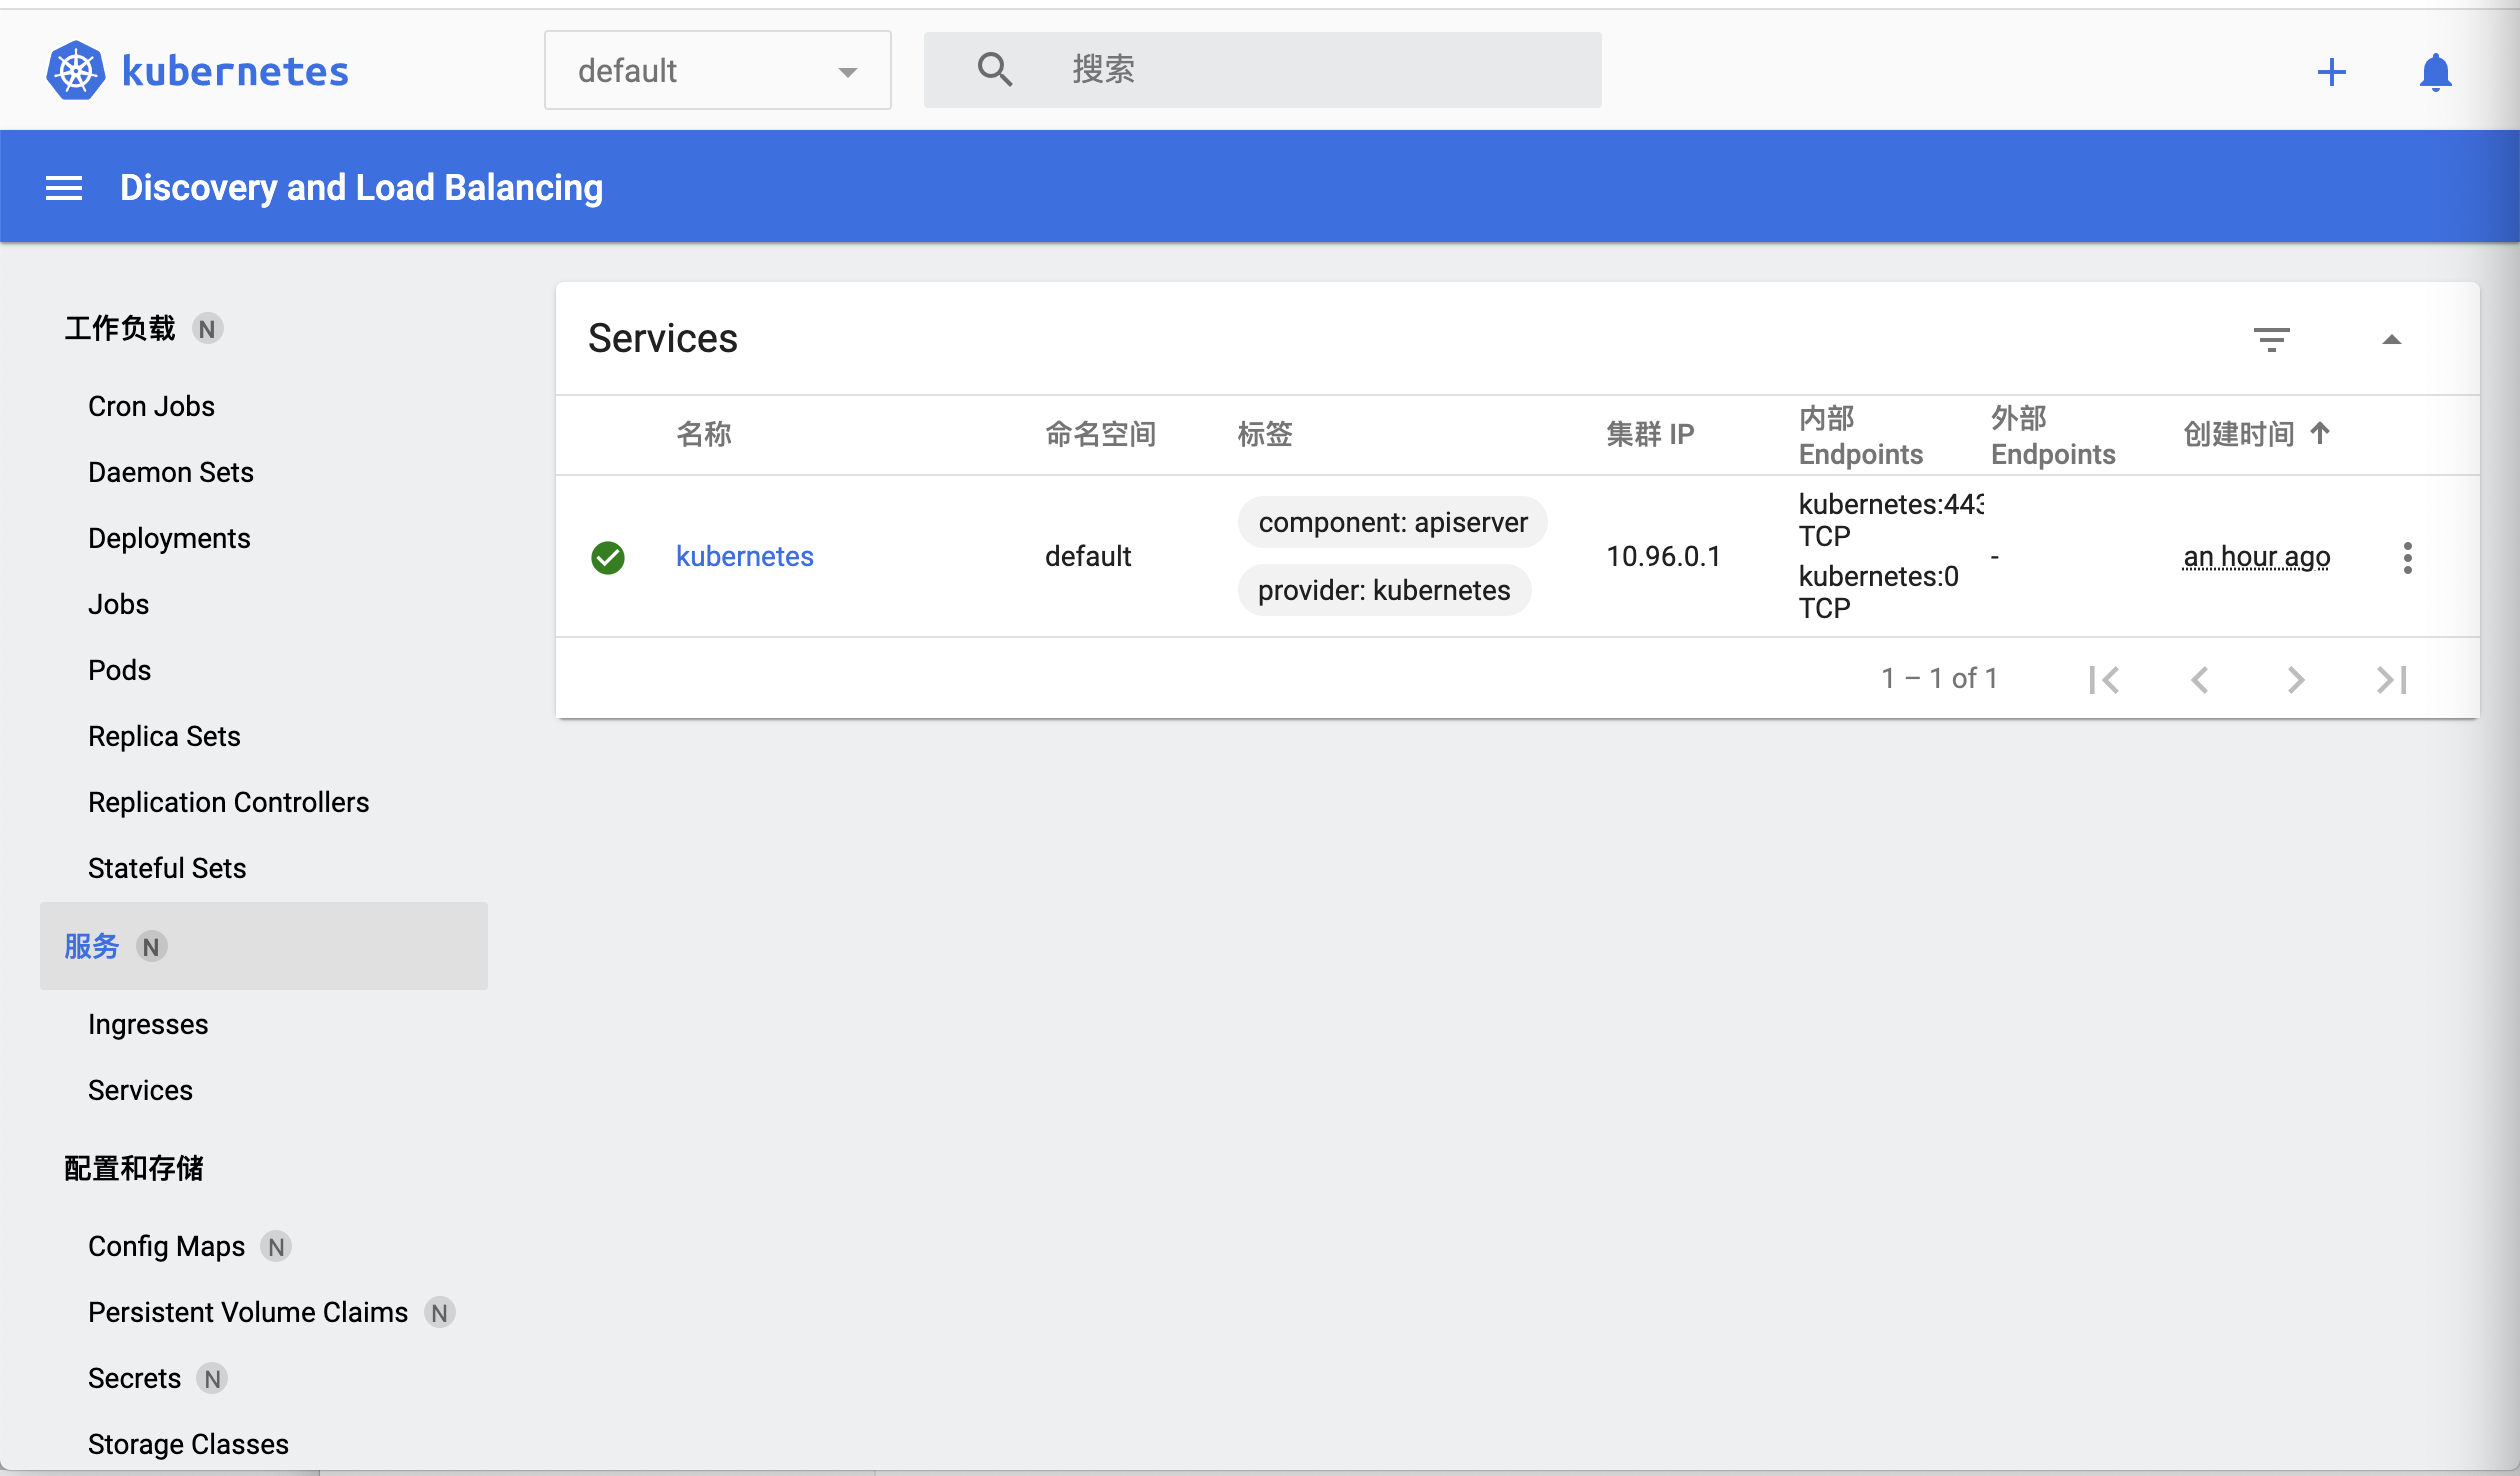 kubernetes
default
搜索
Discovery and Load Balancing
工作负载 N
Cron Jobs
Daemon Sets
Deployments
Jobs
Pods
Replica Sets
Replication Controllers
Stateful Sets
服务 N
Ingresses
Services
配置和存储
Config Maps N
Persistent Volume Claims N
Secrets N
Storage Classes
Services
名称 命名空间 标签 集群 IP 内部 Endpoints 外部 Endpoints 创建时间
kubernetes default component: apiserver provider: kubernetes 10.96.0.1 kubernetes:443 TCP kubernetes:0 TCP - an hour ago
1 – 1 of 1